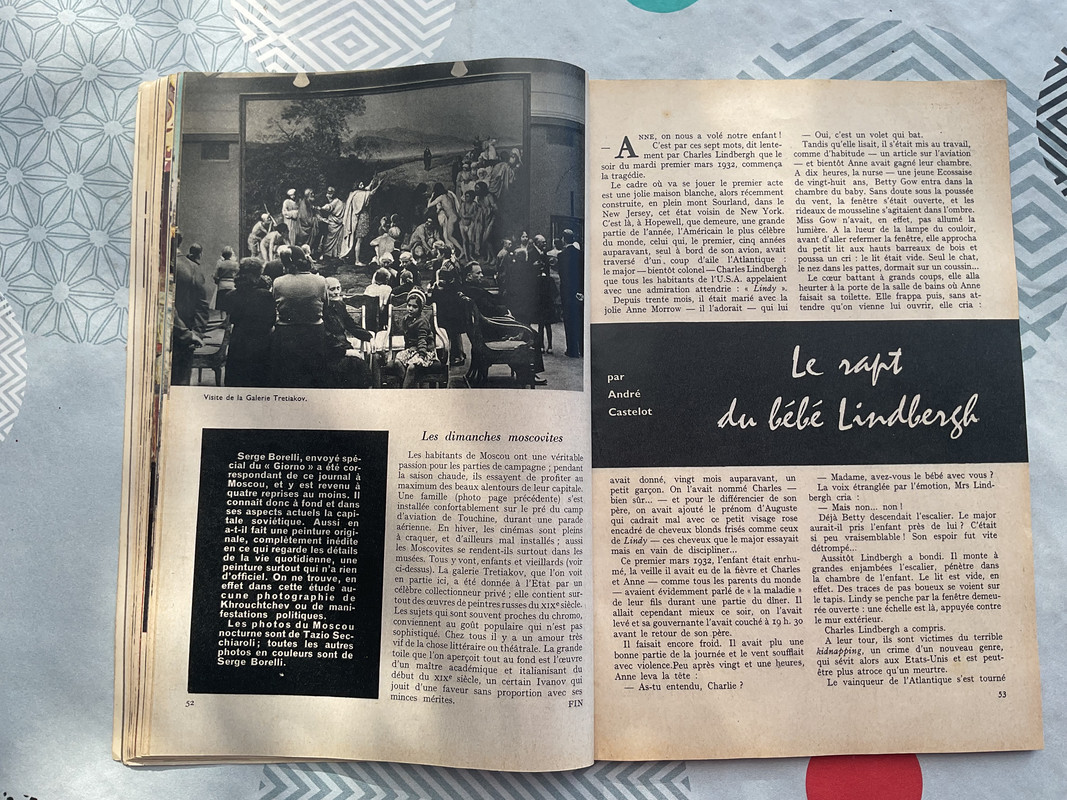 Visite de la Galerie Tretiakov.
Serge Borelli, envoyé spé-
cial du « Giorno » a été cor-
respondant de ce journal à
Moscou, et y est revenu à
quatre reprises au moins. Il
connaît donc à fond et dans
ses aspects actuels la capi-
tale soviétique. Aussi en
a-t-il fait une peinture origi-
nale, complètement inédite
en ce qui regarde les détails
de la vie quotidienne, une
peinture surtout qui n'a rien
d'officiel. On ne trouve, en
effet dans cette étude au-
cune photographie de
Khrouchtchev ou de mani-
festations politiques.
Les photos du Moscou
nocturne sont de Tazio Sec-
chiaroli ; toutes les autres
photos en couleurs sont de
Serge Borelli.
52
Les dimanches moscovites
Les habitants de Moscou ont une véritable
passion pour les parties de campagne ; pendant
la saison chaude, ils essayent de profiter au
maximum des beaux alentours de leur capitale.
Une famille (photo page précédente) s'est
installée confortablement sur le pré du camp
d'aviation de Touchine, durant une parade
aérienne. En hiver, les cinémas sont pleins
à craquer, et d'ailleurs mal installés ; aussi
les Moscovites se rendent-ils surtout dans les
musées. Tous y vont, enfants et vieillards (voir
ci-dessus). La galerie Tretiakov, que l'on voit
en partie ici, a été donnée à l'Etat par un
célèbre collectionneur privé ; elle contient sur-
tout des œuvres de peintres russes du XIXe siècle.
Les sujets qui sont souvent proches du chromo,
conviennent au goût populaire qui n'est pas
sophistiqué. Chez tous il y a un amour très
vif de la chose littéraire ou théâtrale. La grande
toile que l'on aperçoit tout au fond est l'œuvre
d'un maître académique et italianisant du
début du XIXe siècle, un certain Ivanov qui
jouit d'une faveur sans proportion avec ses
minces mérites.
FIN
— ANNE, on nous a volé notre enfant !
C'est par ces sept mots, dit lente-
ment par Charles Lindbergh que le
soir du mardi premier mars 1932, commença
la tragédie.
Le cadre où va se jouer le premier acte
est une jolie maison blanche, alors récemment
construite, en plein mont Sourland, dans le
New Jersey, cet état voisin de New York.
C'est là, à Hopewell, que demeure, une grande
partie de l'année, l'Américain le plus célèbre
du monde, celui qui, le premier, cinq années
auparavant, seul à bord de son avion, avait
traversé d'un coup d'aile l'Atlantique :
le major — bientôt colonel — Charles Lindbergh
que tous les habitants de l'U.S.A. appelaient
avec une admiration attendrie : « Lindy ».
Depuis trente mois, il était marié avec la
jolie Anne Morrow — il l'adorait — qui lui
— Oui, c'est un volet qui bat.
Tandis qu'elle lisait, il s'était mis au travail,
comme d'habitude — un article sur l'aviation
— et bientôt Anne avait gagné leur chambre.
A dix heures, la nurse — une jeune Ecossaise
de vingt-huit ans, Betty Gow entra dans la
chambre du baby. Sans doute sous la poussée
du vent, la fenêtre s'était ouverte, et les
rideaux de mousseline s'agitaient dans l'ombre.
Miss Gow n'avait, en effet, pas allumé la
lumière. A la lueur de la lampe du couloir,
avant d'aller refermer la fenêtre, elle approcha
du petit lit aux hauts barreaux de bois et
poussa un cri : le lit était vide. Seul le chat,
le nez dans les pattes, dormait sur un coussin...
Le cœur battant à grands coups, elle alla
heurter à la porte de la salle de bains où Anne
faisait sa toilette. Elle frappa puis, sans at-
tendre qu'on vienne lui ouvrir, elle cria :
par
André
Castelot
Le rapt
du bébé Lindbergh
avait donné, vingt mois auparavant, un
petit garçon. On l'avait nommé Charles —
bien sûr... — et pour le différencier de son
père, on avait ajouté le prénom d'Auguste
qui cadrait mal avec ce petit visage rose
encadré de cheveux blonds frisés comme ceux
de Lindy — ces cheveux que le major essayait
mais en vain de discipliner...
Ce premier mars 1932, l'enfant était enrhu-
mé, la veille il avait eu de la fièvre et Charles
et Anne — comme tous les parents du monde
— avaient évidemment parlé de « la maladie »
de leur fils durant une partie du dîner. Il
allait cependant mieux ce soir, on l'avait
levé et sa gouvernante l'avait couché à 19 h. 30
avant le retour de son père.
Il faisait encore froid. Il avait plu une
bonne partie de la journée et le vent soufflait
avec violence.Peu après vingt et une heures,
Anne leva la tête :
— As-tu entendu, Charlie ?
— Madame, avez-vous le bébé avec vous ?
La voix étranglée par l'émotion, Mrs Lind-
bergh cria :
— Mais non... non !
Déjà Betty descendait l'escalier. Le major
aurait-il pris l'enfant près de lui ? C'était
si peu vraisemblable ! Son espoir fut vite
détrompé...
Aussitôt Lindbergh a bondi. Il monte à
grandes enjambées l'escalier, pénètre dans
la chambre de l'enfant. Le lit est vide, en
effet. Des traces de pas boueux se voient sur
le tapis. Lindy se penche par la fenêtre demeu-
rée ouverte : une échelle est là, appuyée contre
le mur extérieur.
Charles Lindbergh a compris.
A leur tour, ils sont victimes du terrible
kidnapping, un crime d'un nouveau genre,
qui sévit alors aux Etats-Unis et est peut-
être plus atroce qu'un meurtre.
Le vainqueur de l'Atlantique s'est tourné
53